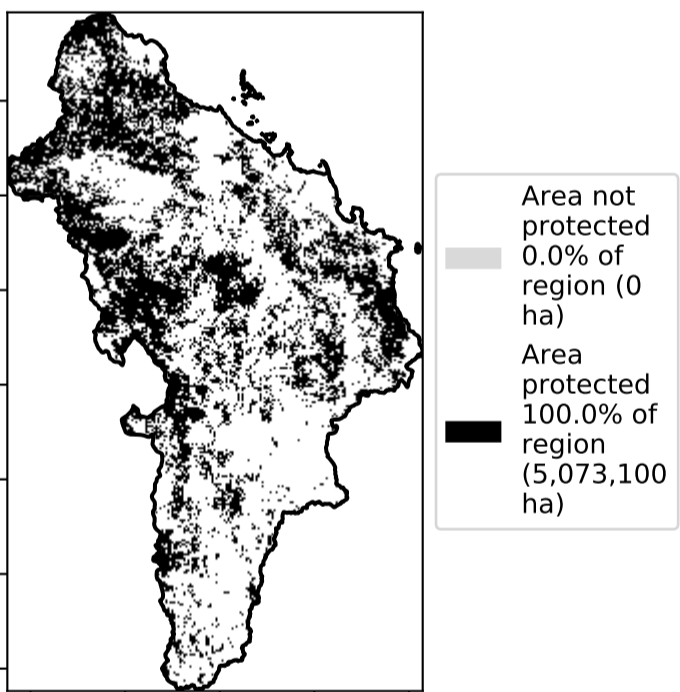 Area not
protected
0.0% of
region (0
ha)
Area
protected
100.0% of
region
(5,073,100
ha)